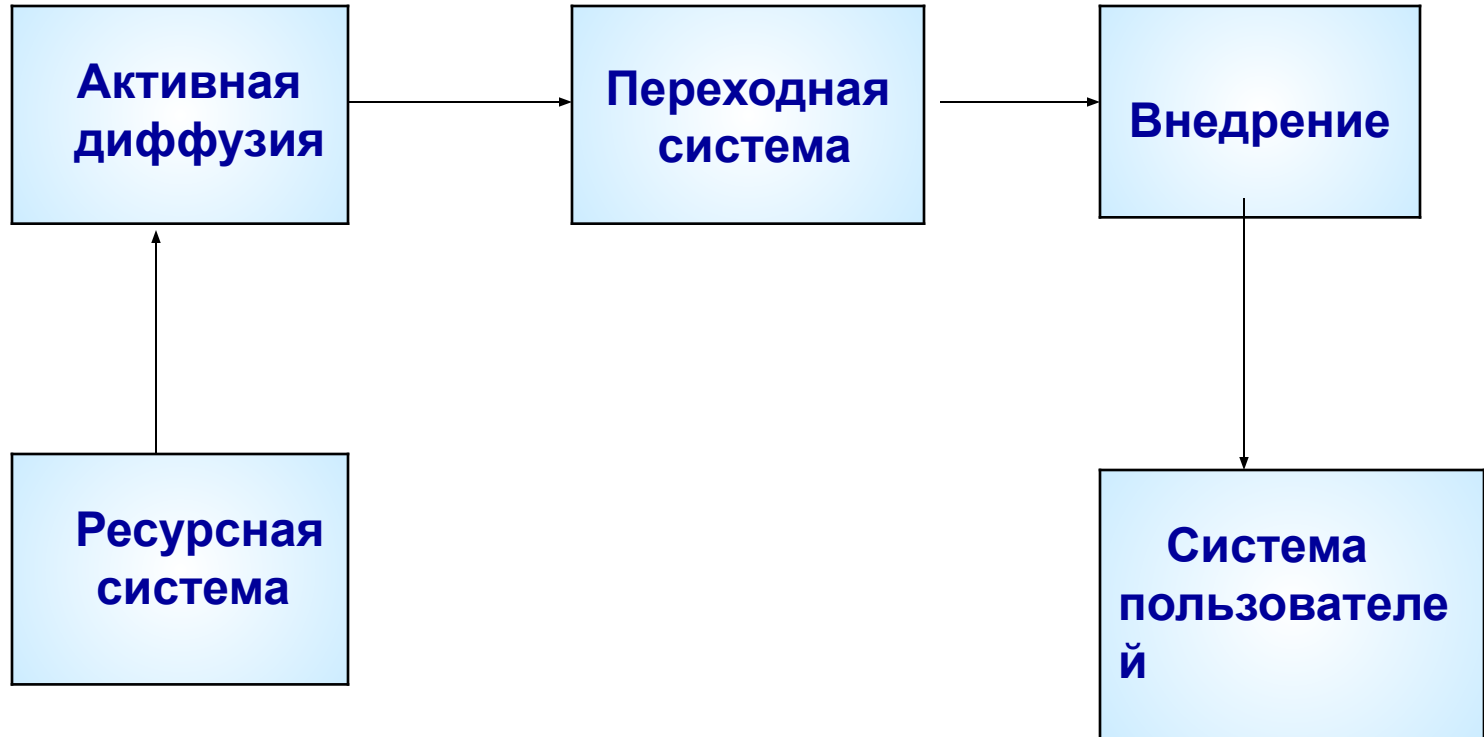 Активная
диффузия
Переходная
система
Внедрение
Ресурсная
система
Система
пользователе
й